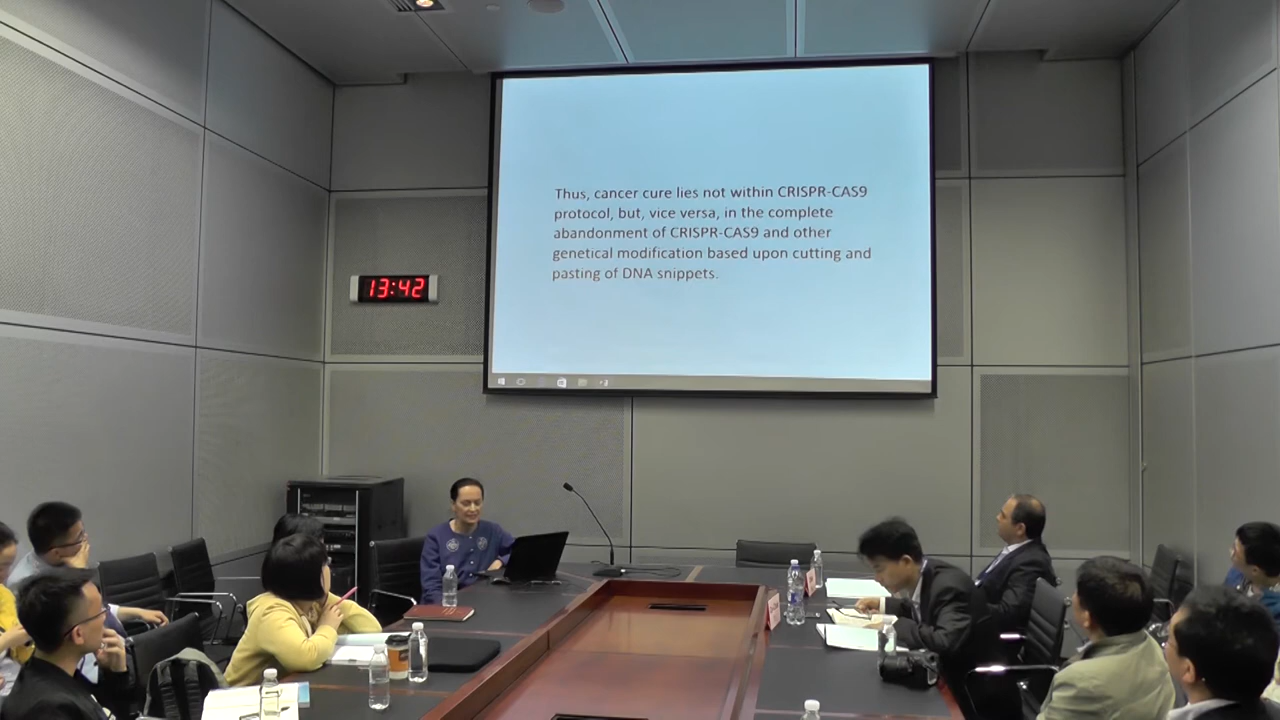 Thus, cancer cure lies not within CRISPR-CAS9
protocol, but, vice versa, in the complete
abandonment of CRISPR-CAS9 and other
genetical modification based upon cutting and
pasting of DNA snippets.
13:42